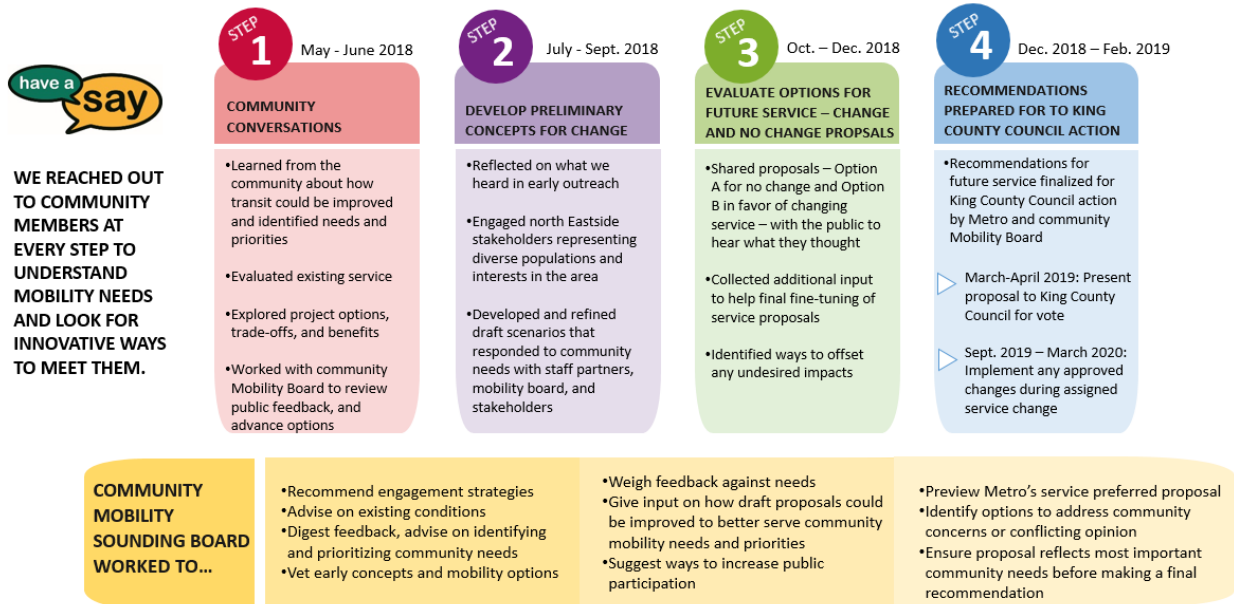 have a
say
WE REACHED OUT
TO COMMUNITY
MEMBERS AT
EVERY STEP TO
UNDERSTAND
MOBILITY NEEDS
AND LOOK FOR
INNOVATIVE WAYS
TO MEET THEM.
STEP
1
May - June 2018
COMMUNITY
CONVERSATIONS
•Learned from the
community about how
transit could be improved
and identified needs and
priorities
•Evaluated existing service
•Explored project options,
trade-offs, and benefits
•Worked with community
Mobility Board to review
public feedback, and
advance options
STEP
2
July - Sept. 2018
DEVELOP PRELIMINARY
CONCEPTS FOR CHANGE
•Reflected on what we
heard in early outreach
•Engaged north Eastside
stakeholders representing
diverse populations and
interests in the area
•Developed and refined
draft scenarios that
responded to community
needs with staff partners,
mobility board, and
stakeholders
STEP
3
Oct. – Dec. 2018
EVALUATE OPTIONS FOR
FUTURE SERVICE – CHANGE
AND NO CHANGE PROPSALS
•Shared proposals – Option
A for no change and Option
B in favor of changing
service – with the public to
hear what they thought
•Collected additional input
to help final fine-tuning of
service proposals
•Identified ways to offset
any undesired impacts
STEP
4
Dec. 2018 – Feb. 2019
RECOMMENDATIONS
PREPARED FOR TO KING
COUNTY COUNCIL ACTION
•Recommendations for
future service finalized for
King County Council action
by Metro and community
Mobility Board
March-April 2019: Present
proposal to King County
Council for vote
Sept. 2019 – March 2020:
Implement any approved
changes during assigned
service change
COMMUNITY
MOBILITY
SOUNDING BOARD
WORKED TO…
•Recommend engagement strategies
•Advise on existing conditions
•Digest feedback, advise on identifying
and prioritizing community needs
•Vet early concepts and mobility options
•Weigh feedback against needs
•Give input on how draft proposals could
be improved to better serve community
mobility needs and priorities
•Suggest ways to increase public
participation
•Preview Metro's service preferred proposal
•Identify options to address community
concerns or conflicting opinion
•Ensure proposal reflects most important
community needs before making a final
recommendation